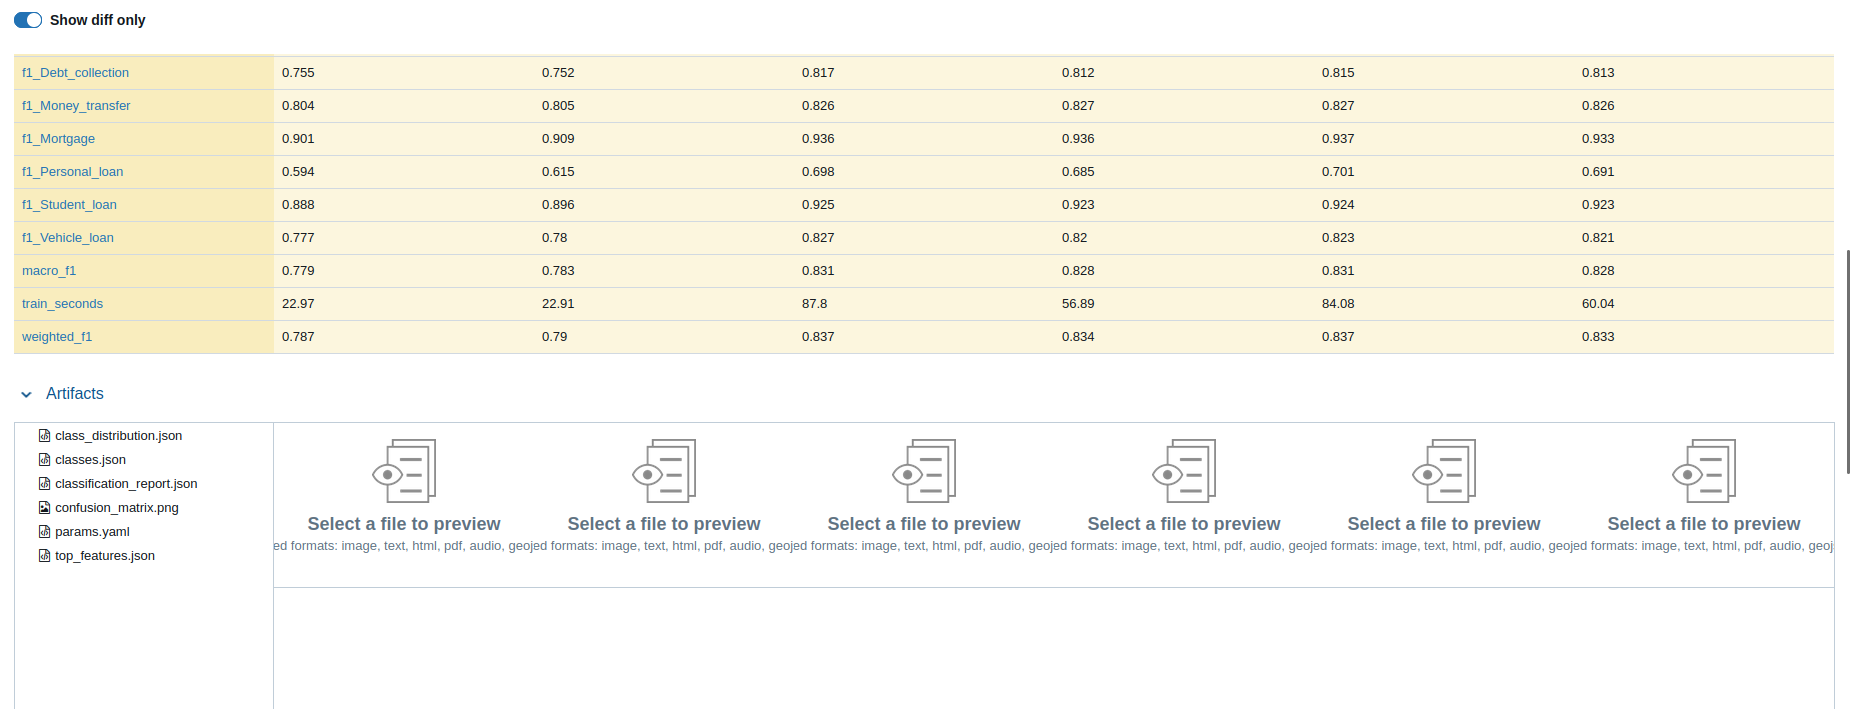 Show diff only
f1_Debt_collection 0.755 0.752 0.817 0.812 0.815 0.813
f1_Money_transfer 0.804 0.805 0.826 0.827 0.827 0.826
f1_Mortgage 0.901 0.909 0.936 0.936 0.937 0.933
f1_Personal_loan 0.594 0.615 0.698 0.685 0.701 0.691
f1_Student_loan 0.888 0.896 0.925 0.923 0.924 0.923
f1_Vehicle_loan 0.777 0.78 0.827 0.82 0.823 0.821
macro_f1 0.779 0.783 0.831 0.828 0.831 0.828
train_seconds 22.97 22.91 87.8 56.89 84.08 60.04
weighted_f1 0.787 0.79 0.837 0.834 0.837 0.833
Artifacts
class_distribution.json
classes.json
classification_report.json
confusion_matrix.png
params.yaml
top_features.json
Select a file to preview Select a file to preview Select a file to preview Select a file to preview Select a file to preview Select a file to preview
ed formats: image, text, html, pdf, audio, geojed formats: image, text, html, pdf, audio, geojed formats: image, text, html, pdf, audio, geojed formats: image, text, html, pdf, audio, geojed formats: image, text, html, pdf, audio, geojed formats: image, text, html, pdf, audio, geoj